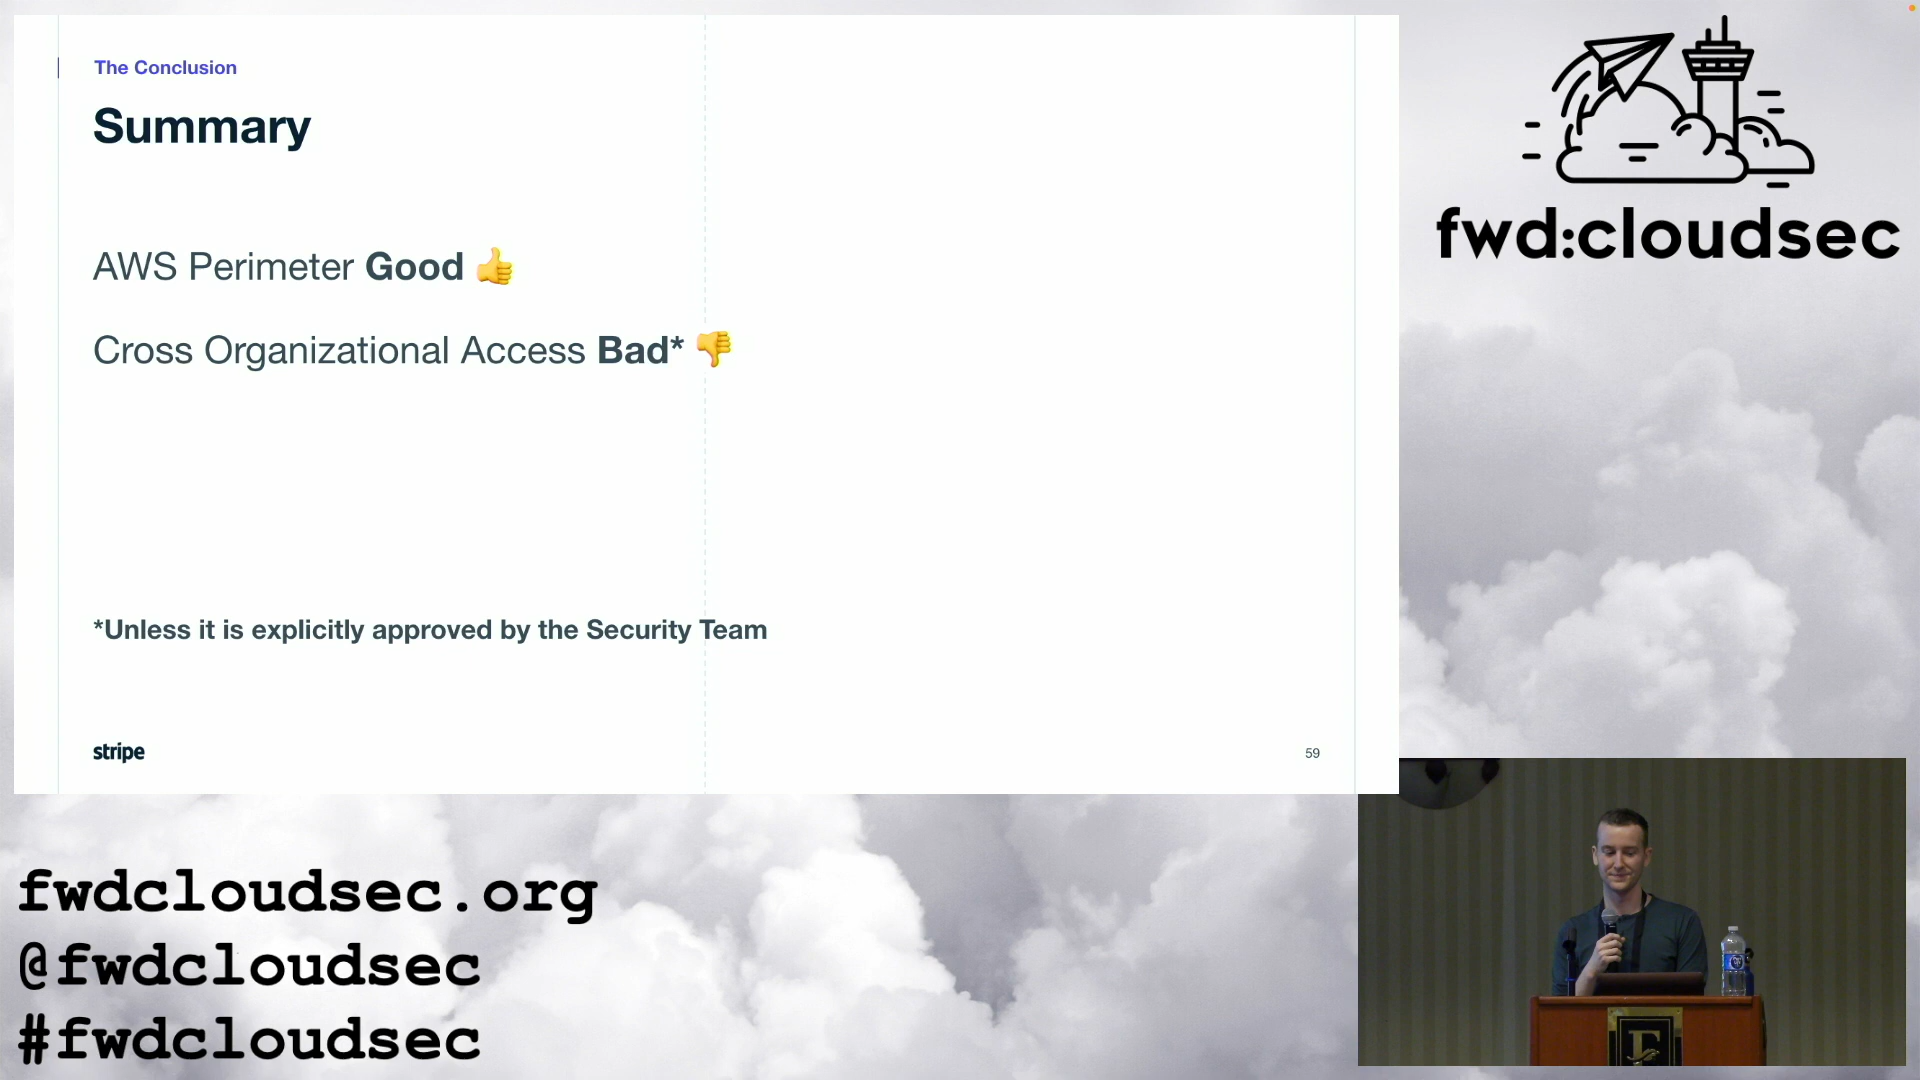 The Conclusion
Summary
AWS Perimeter Good 👍
Cross Organizational Access Bad* 👎
*Unless it is explicitly approved by the Security Team
stripe
59
fwd:cloudsec
fwdcloudsec.org
@fwdcloudsec
#fwdcloudsec
E